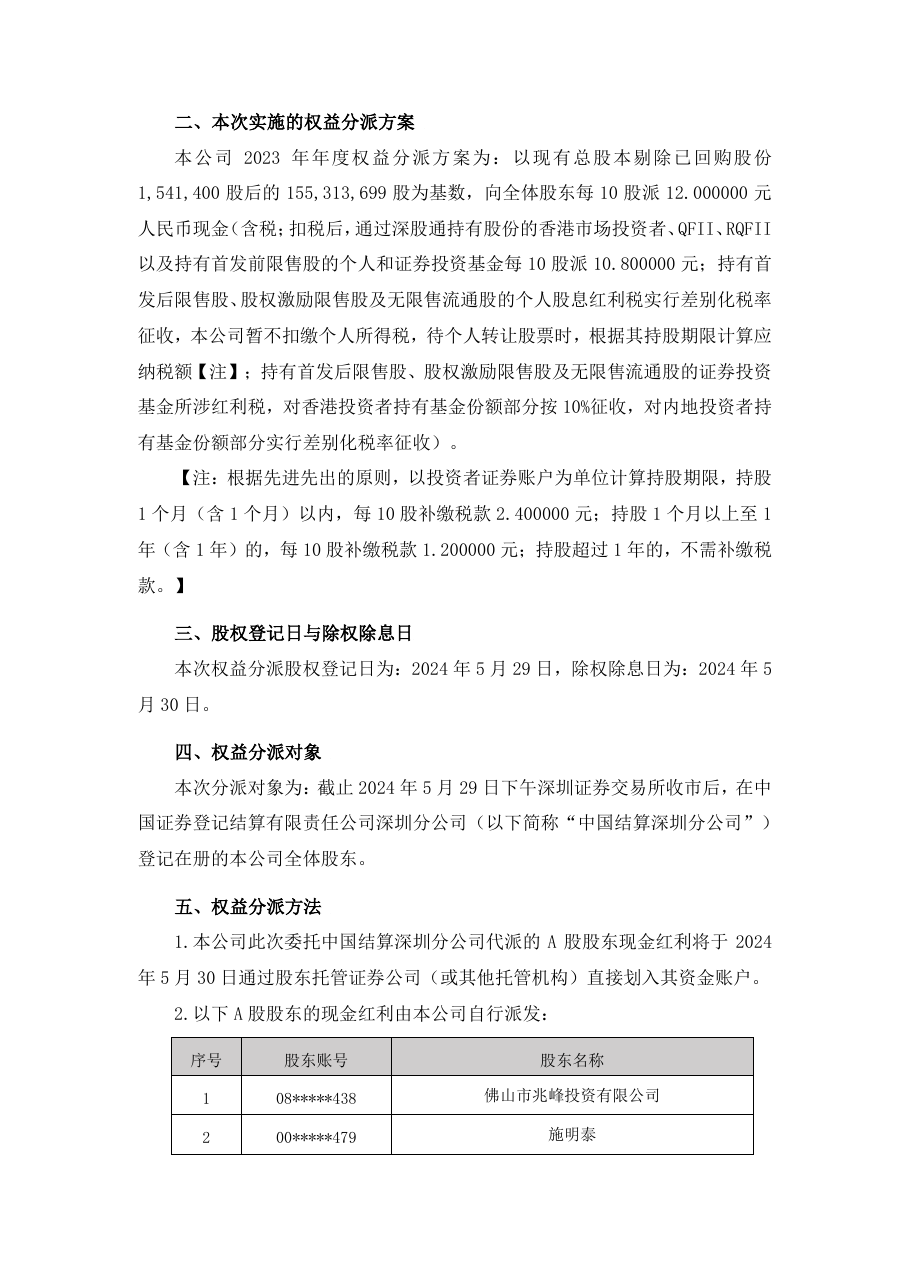 二、本次实施的权益分派方案
本公司 2023 年年度权益分派方案为：以现有总股本剔除已回购股份
1,541,400 股后的 155,313,699 股为基数，向全体股东每 10 股派 12.000000 元
人民币现金（含税；扣税后，通过深股通持有股份的香港市场投资者、QFII、RQFII
以及持有首发前限售股的个人和证券投资基金每 10 股派 10.800000 元；持有首
发后限售股、股权激励限售股及无限售流通股的个人股息红利税实行差别化税率
征收，本公司暂不扣缴个人所得税，待个人转让股票时，根据其持股期限计算应
纳税额【注】；持有首发后限售股、股权激励限售股及无限售流通股的证券投资
基金所涉红利税，对香港投资者持有基金份额部分按 10%征收，对内地投资者持
有基金份额部分实行差别化税率征收）。
【注：根据先进先出的原则，以投资者证券账户为单位计算持股期限，持股
1 个月（含 1 个月）以内，每 10 股补缴税款 2.400000 元；持股 1 个月以上至 1
年（含 1 年）的，每 10 股补缴税款 1.200000 元；持股超过 1 年的，不需补缴税
款。】
三、股权登记日与除权除息日
本次权益分派股权登记日为：2024 年 5 月 29 日，除权除息日为：2024 年 5
月 30 日。
四、权益分派对象
本次分派对象为：截止 2024 年 5 月 29 日下午深圳证券交易所收市后，在中
国证券登记结算有限责任公司深圳分公司（以下简称“中国结算深圳分公司”）
登记在册的本公司全体股东。
五、权益分派方法
1.本公司此次委托中国结算深圳分公司代派的 A 股股东现金红利将于 2024
年 5 月 30 日通过股东托管证券公司（或其他托管机构）直接划入其资金账户。
2.以下 A 股股东的现金红利由本公司自行派发：
序号 股东账号 股东名称
1 08*****438 佛山市兆峰投资有限公司
2 00*****479 施明泰